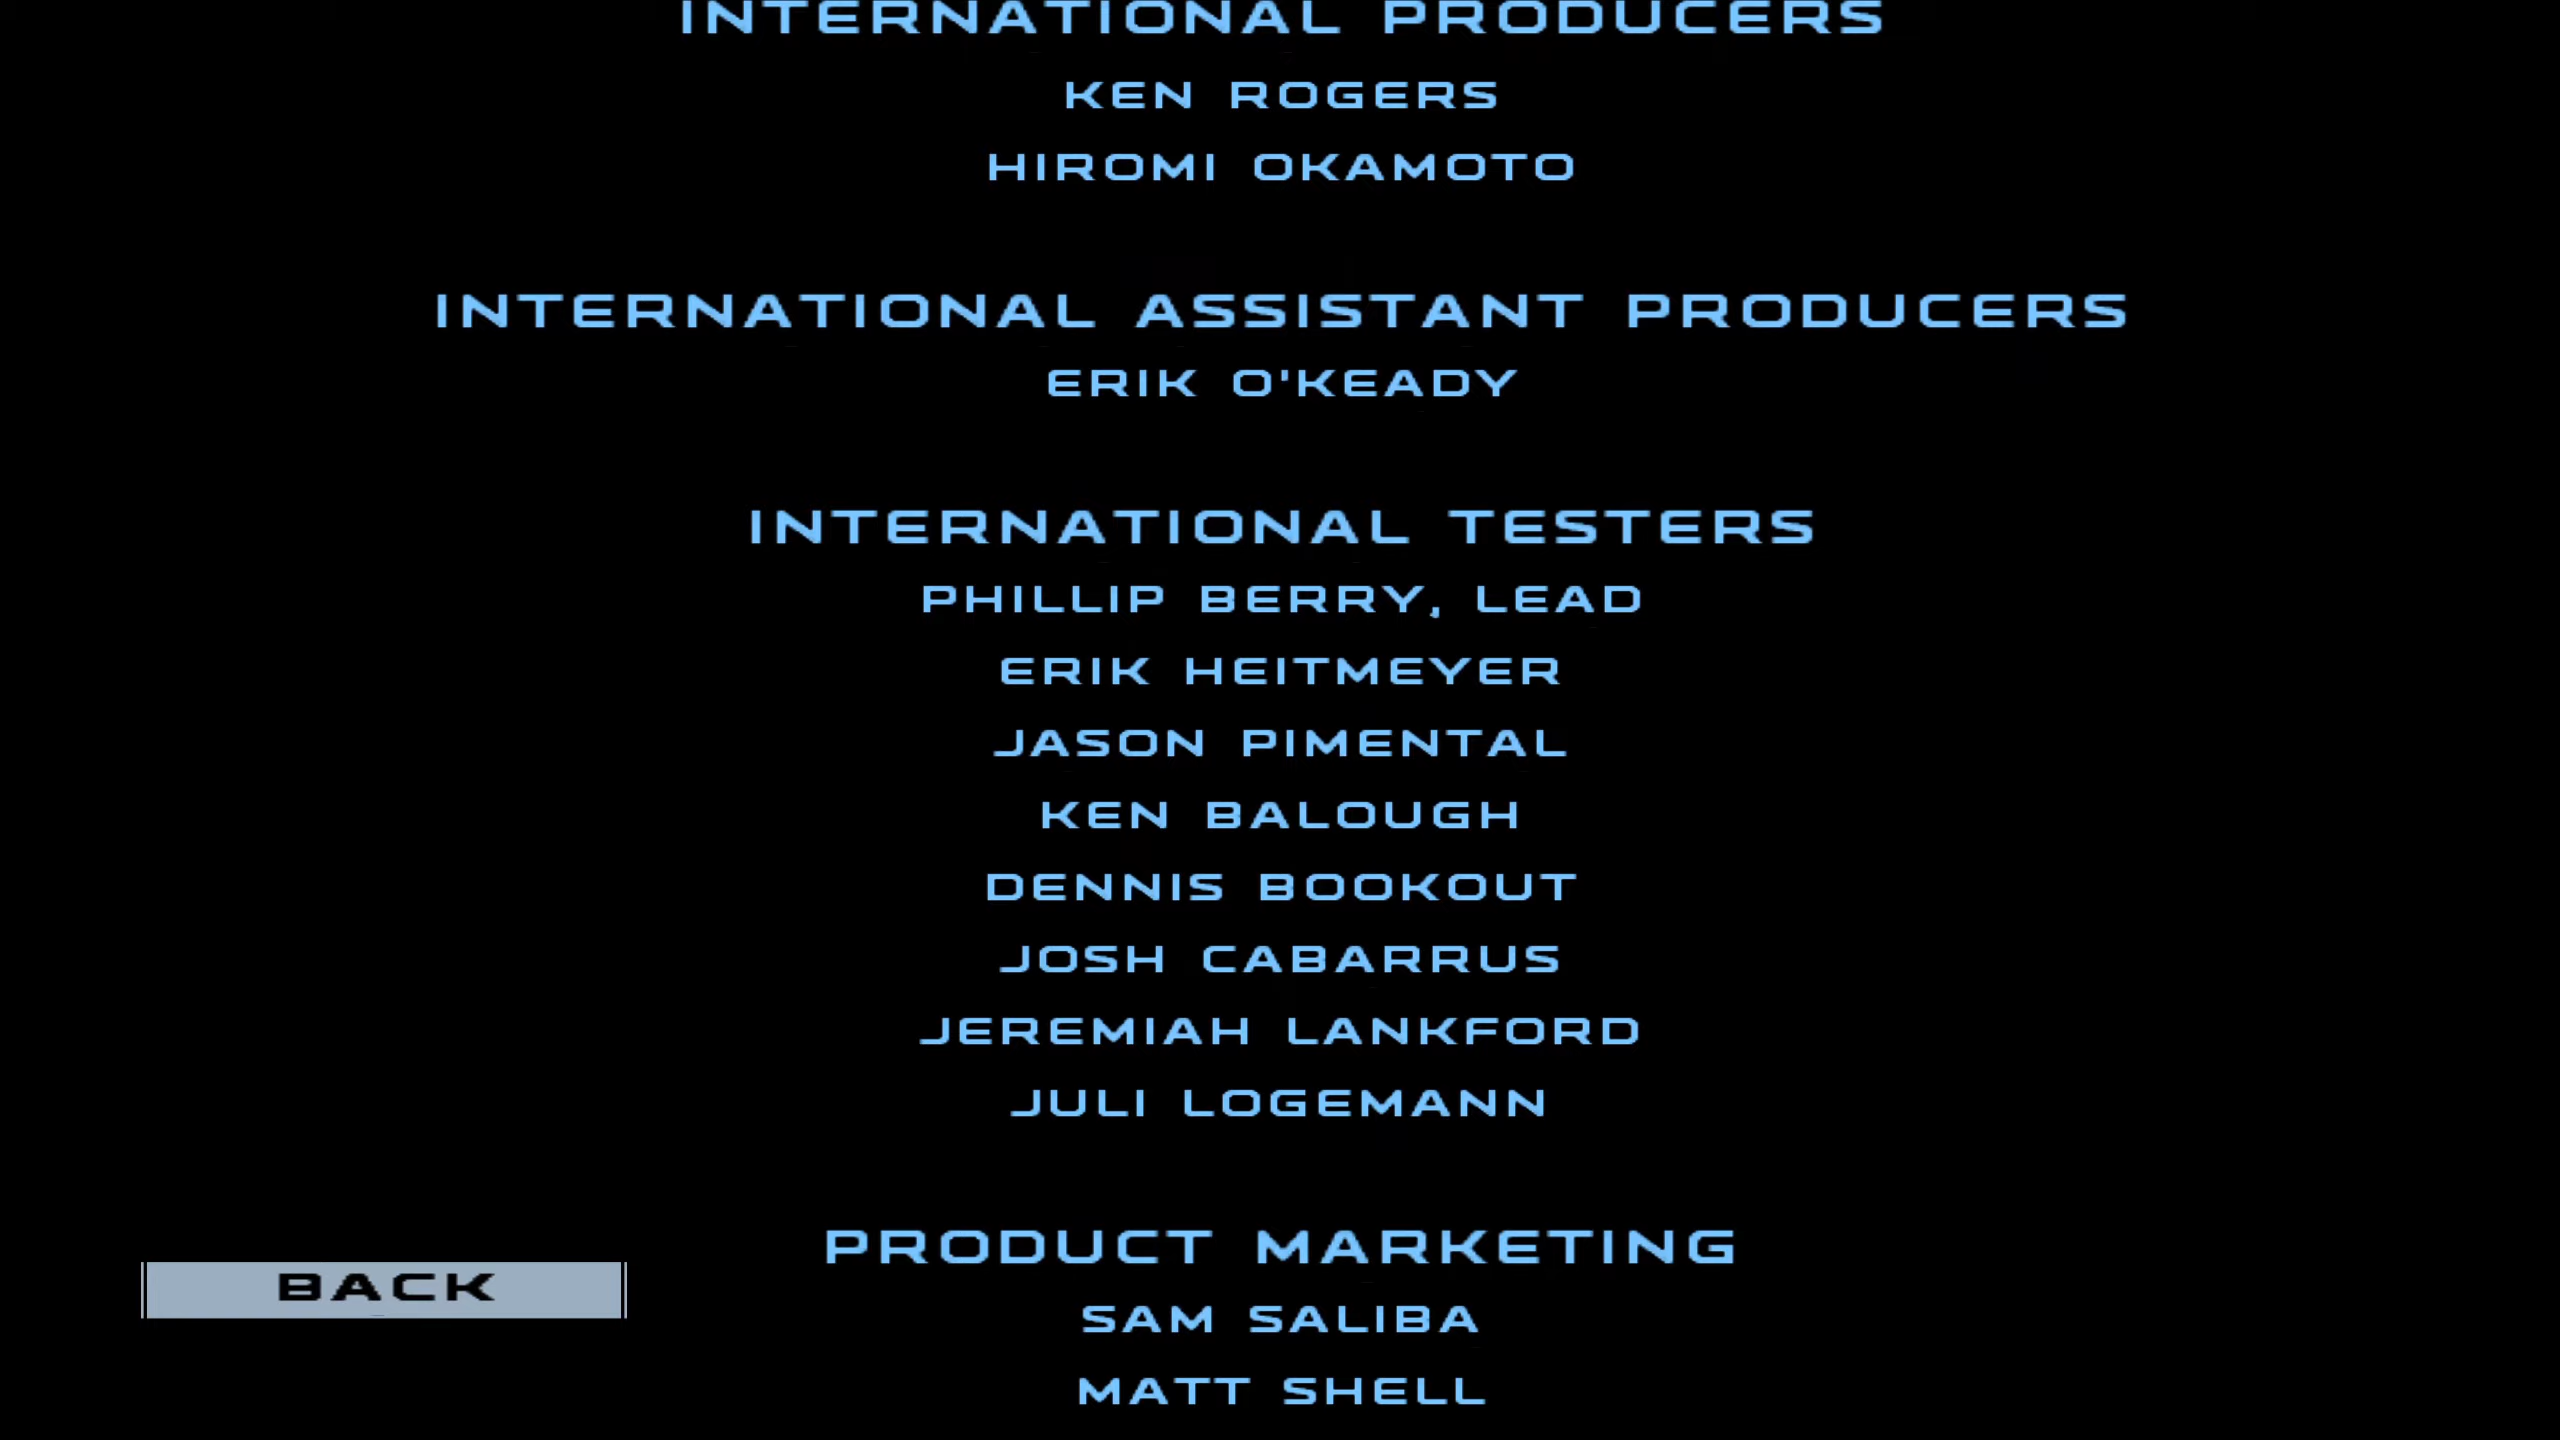 INTERNATIONAL PRODUCERS
KEN ROGERS
HIROMI OKAMOTO
INTERNATIONAL ASSISTANT PRODUCERS
ERIK O'KEADY
INTERNATIONAL TESTERS
PHILLIP BERRY, LEAD
ERIK HEITMEYER
JASON PIMENTAL
KEN BALOUGH
DENNIS BOOKOUT
JOSH CABARRUS
JEREMIAH LANKFORD
JULI LOGEMANN
PRODUCT MARKETING
BACK
SAM SALIBA
MATT SHELL